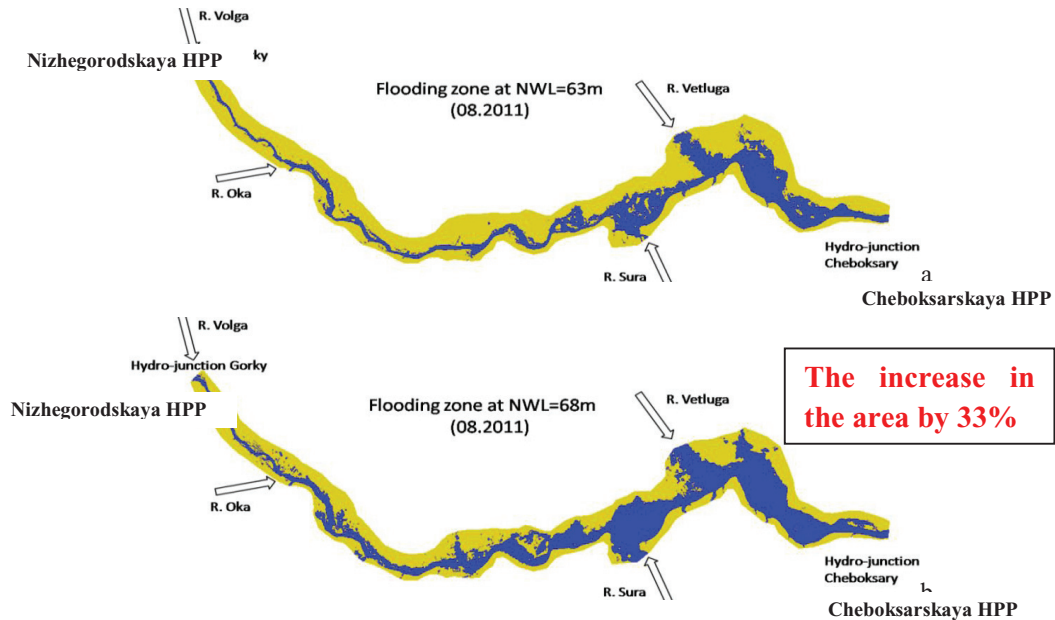 R. Volga
Nizhegorodskaya HPP ky
Flooding zone at NWL=63m
(08.2011)
R. Vetluga
R. Oka
R. Sura
Hydro-junction
Cheboksary
a
Cheboksarskaya HPP
R. Volga
Hydro-junction Gorky
Nizhegorodskaya HPP
Flooding zone at NWL=68m
(08.2011)
R. Vetluga
The increase in
the area by 33%
R. Oka
R. Sura
Hydro-junction
Cheboksary
b
Cheboksarskaya HPP